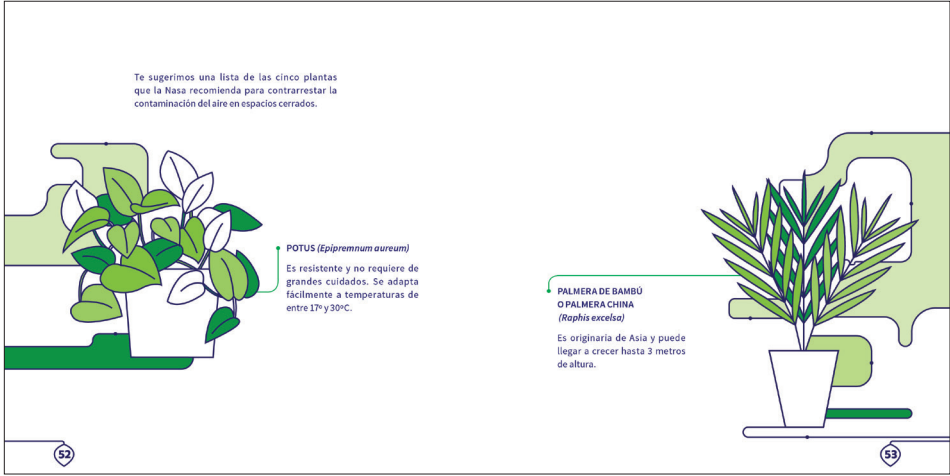 Te sugerimos una lista de las cinco plantas
que la Nasa recomienda para contrarrestar la
contaminación del aire en espacios cerrados.
POTUS (Epipremnum aureum)
Es resistente y no requiere de
grandes cuidados. Se adapta
fácilmente a temperaturas de
entre 17º y 30ºC.
PALMERA DE BAMBÚ
O PALMERA CHINA
(Raphis excelsa)
Es originaria de Asia y puede
llegar a crecer hasta 3 metros
de altura.
52
53